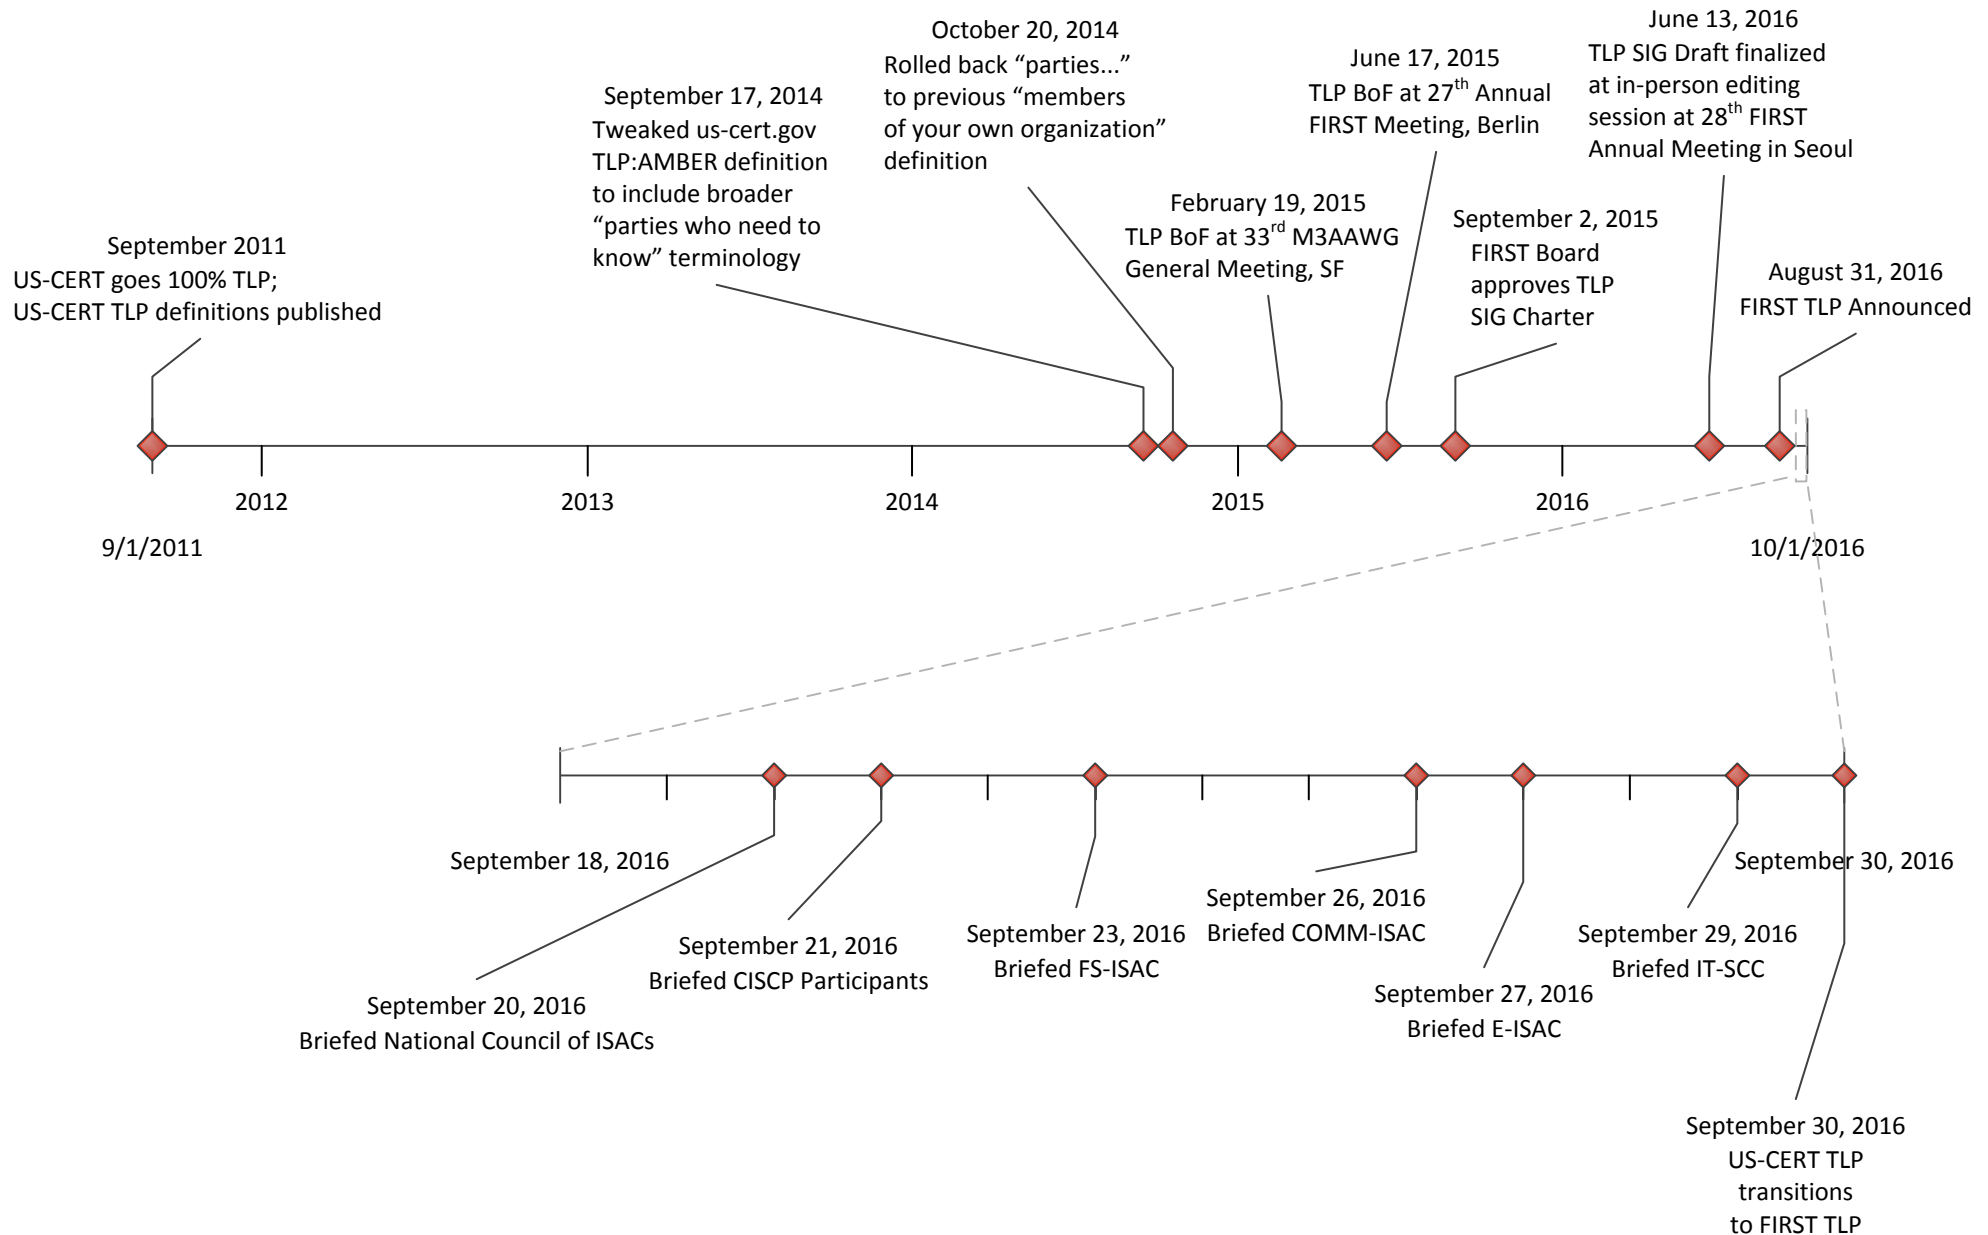 September 2011
US-CERT goes 100% TLP;
US-CERT TLP definitions published
September 17, 2014
Tweaked us-cert.gov
TLP:AMBER definition
to include broader
“parties who need to
know” terminology
October 20, 2014
Rolled back “parties...”
to previous “members
of your own organization”
definition
February 19, 2015
TLP BoF at 33rd M3AAWG
General Meeting, SF
June 17, 2015
TLP BoF at 27th Annual
FIRST Meeting, Berlin
September 2, 2015
FIRST Board
approves TLP
SIG Charter
June 13, 2016
TLP SIG Draft finalized
at in-person editing
session at 28th FIRST
Annual Meeting in Seoul
August 31, 2016
FIRST TLP Announced
2012
2013
2014
2015
2016
9/1/2011
10/1/2016
September 18, 2016
September 30, 2016
September 20, 2016
Briefed National Council of ISACs
September 21, 2016
Briefed CISCP Participants
September 23, 2016
Briefed FS-ISAC
September 26, 2016
Briefed COMM-ISAC
September 27, 2016
Briefed E-ISAC
September 29, 2016
Briefed IT-SCC
September 30, 2016
US-CERT TLP
transitions
to FIRST TLP